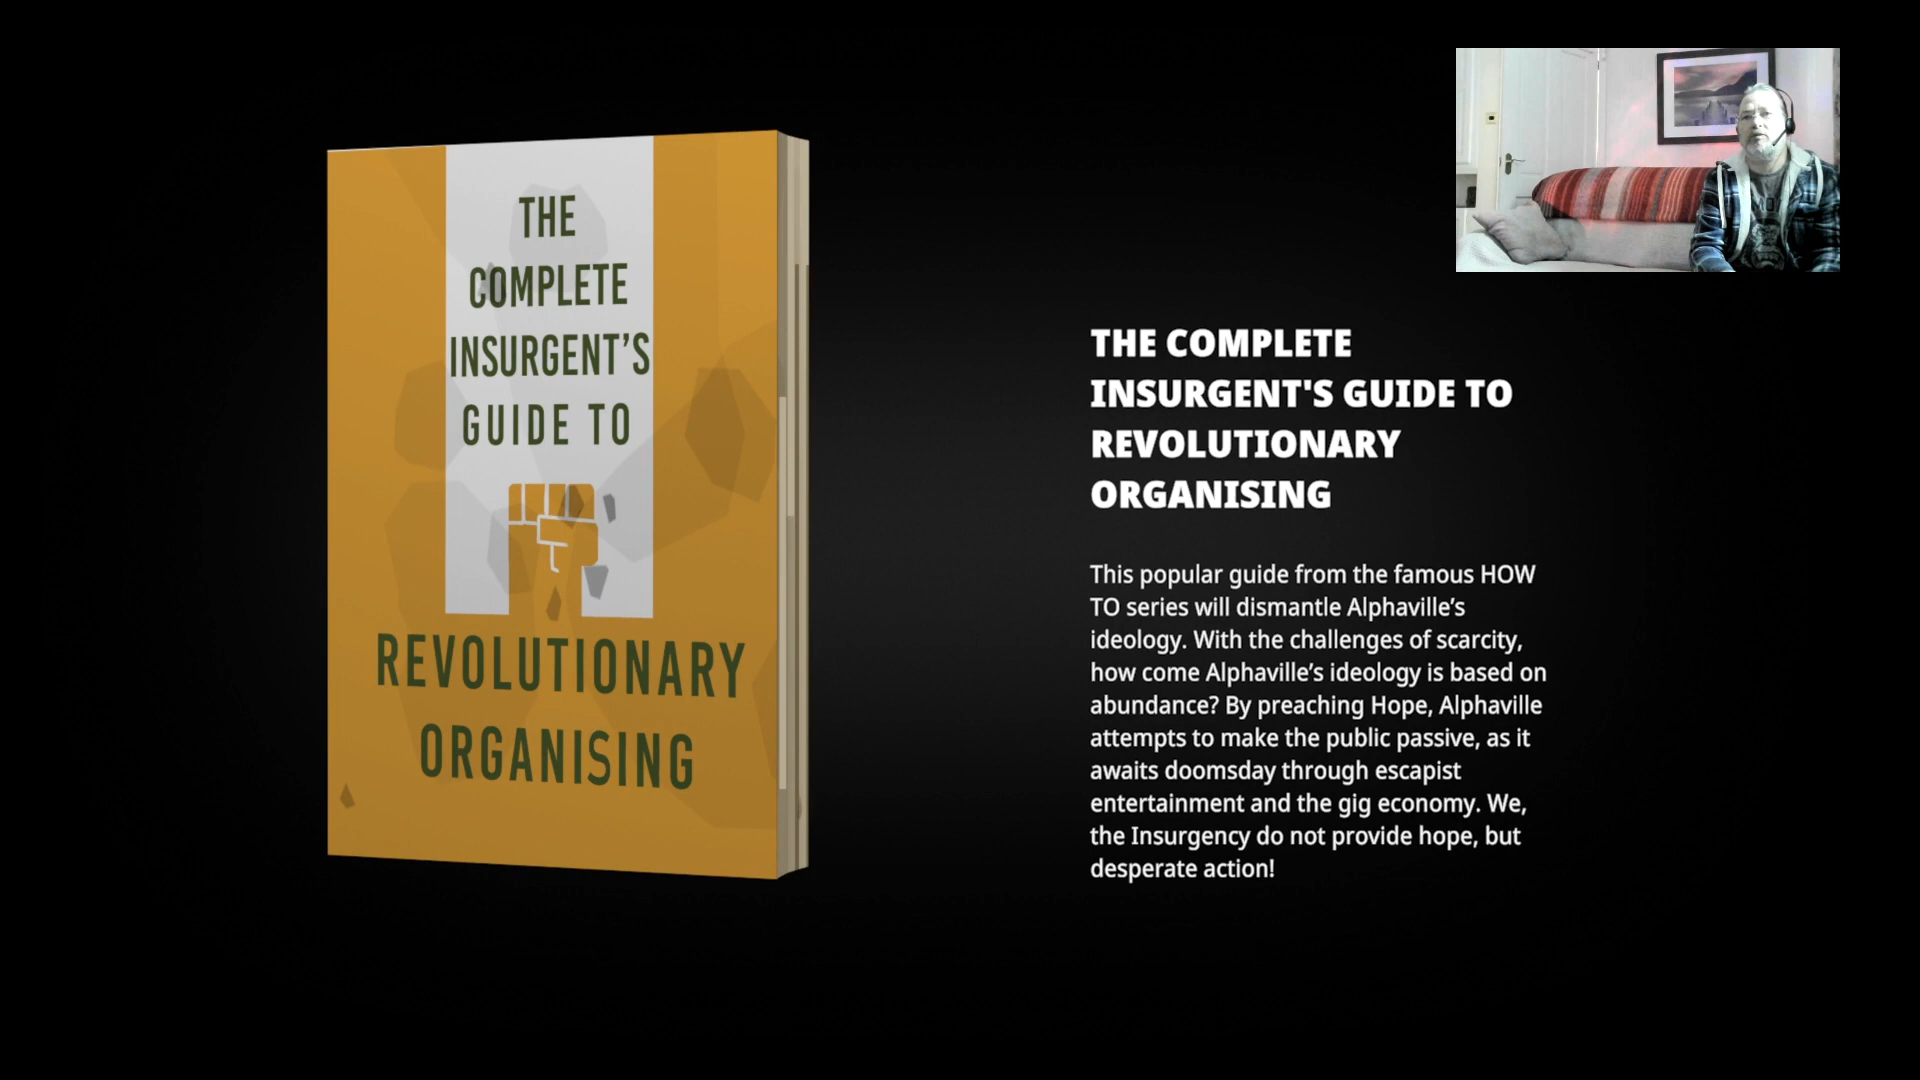 THE
COMPLETE
INSURGENT’S
GUIDE TO
REVOLUTIONARY
ORGANISING
THE COMPLETE
INSURGENT'S GUIDE TO
REVOLUTIONARY
ORGANISING
This popular guide from the famous HOW
TO series will dismantle Alphaville’s
ideology. With the challenges of scarcity,
how come Alphaville’s ideology is based on
abundance? By preaching Hope, Alphaville
attempts to make the public passive, as it
awaits doomsday through escapist
entertainment and the gig economy. We,
the Insurgency do not provide hope, but
desperate action!